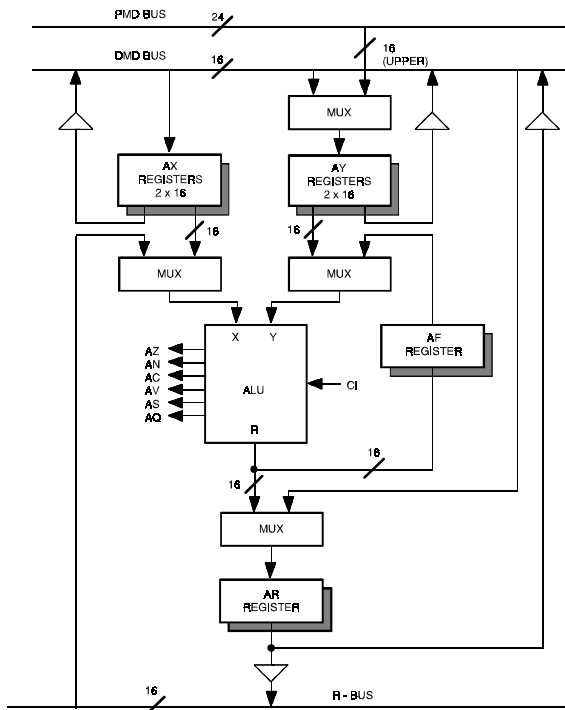 PMD BUS
24
DMD BUS
16
16
(UPPER)
MUX
AX
REGISTERS
2 x 16
AY
REGISTERS
2 x 16
16
16
MUX
MUX
X
Y
AZ
AN
AC
AV
AS
AQ
ALU
CI
AF
REGISTER
R
16
16
MUX
AR
REGISTER
16
R - BUS